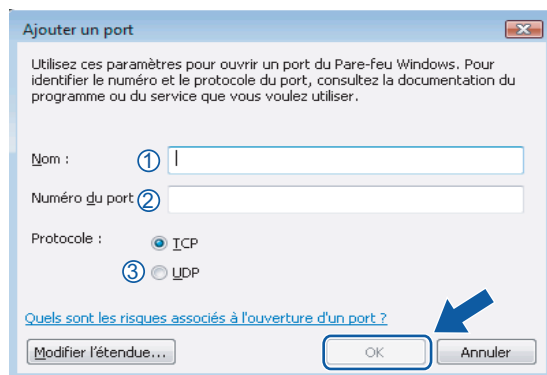 Ajouter un port
Utilisez ces paramètres pour ouvrir un port du Pare-feu Windows. Pour
identifier le numéro et le protocole du port, consultez la documentation du
programme ou du service que vous voulez utiliser.
Nom : ①
Numéro du port ②
Protocole : TCP
③ UDP
Quels sont les risques associés à l'ouverture d'un port ?
Modifier l'étendue... OK Annuler